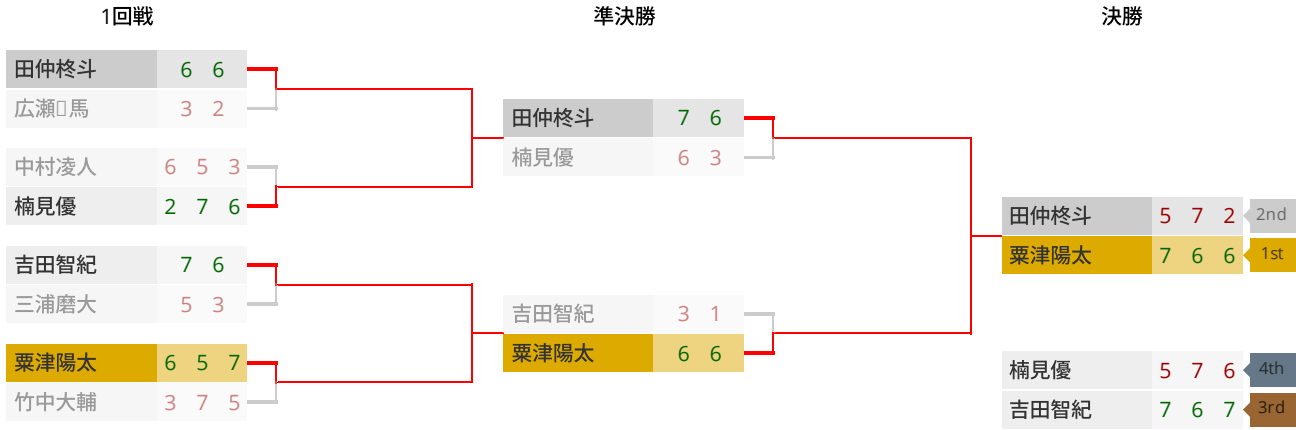 1回戦 準決勝 決勝
田仲柊斗 6 6
広瀬 馬 3 2
中村凌人 6 5 3
楠見優 2 7 6
吉田智紀 7 6
三浦磨大 5 3
粟津陽太 6 5 7
竹中大輔 3 7 5
田仲柊斗 7 6
楠見優 6 3
吉田智紀 3 1
粟津陽太 6 6
田仲柊斗 5 7 2 2nd
粟津陽太 7 6 6 1st
楠見優 5 7 6 4th
吉田智紀 7 6 7 3rd